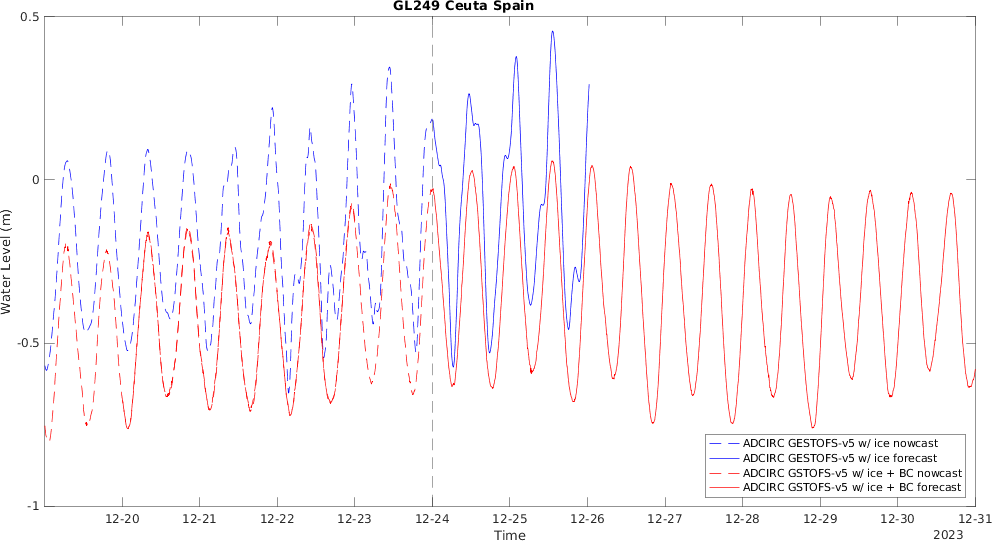 GL249 Ceuta Spain
0.5
0
-0.5
-1
Water Level (m)
12-20
12-21
12-22
12-23
12-24
12-25
12-26
12-27
12-28
12-29
12-30
12-31
Time
2023
ADCIRC GESTOFS-v5 w/ ice nowcast
ADCIRC GESTOFS-v5 w/ ice forecast
ADCIRC GSTOFS-v5 w/ ice + BC nowcast
ADCIRC GSTOFS-v5 w/ ice + BC forecast